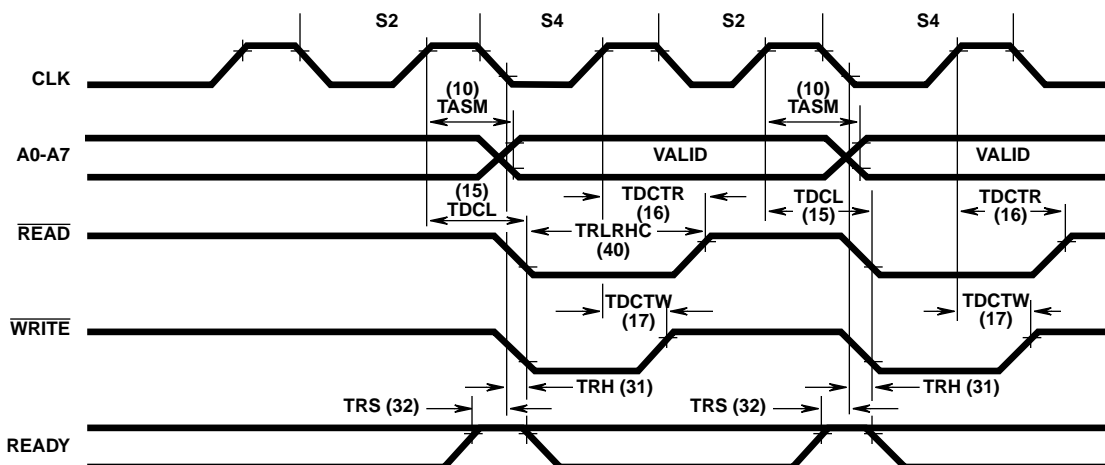 S2 S4 S2 S4
CLK
(10) (10)
TASM TASM
A0-A7 VALID VALID
(15) TDCTR TDCL TDCTR
TDCL (16) (15) (16)
READ TRLRHC
(40)
TDCTW TDCTW
WRITE (17) (17)
TRH (31) TRH (31)
TRS (32) TRS (32)
READY